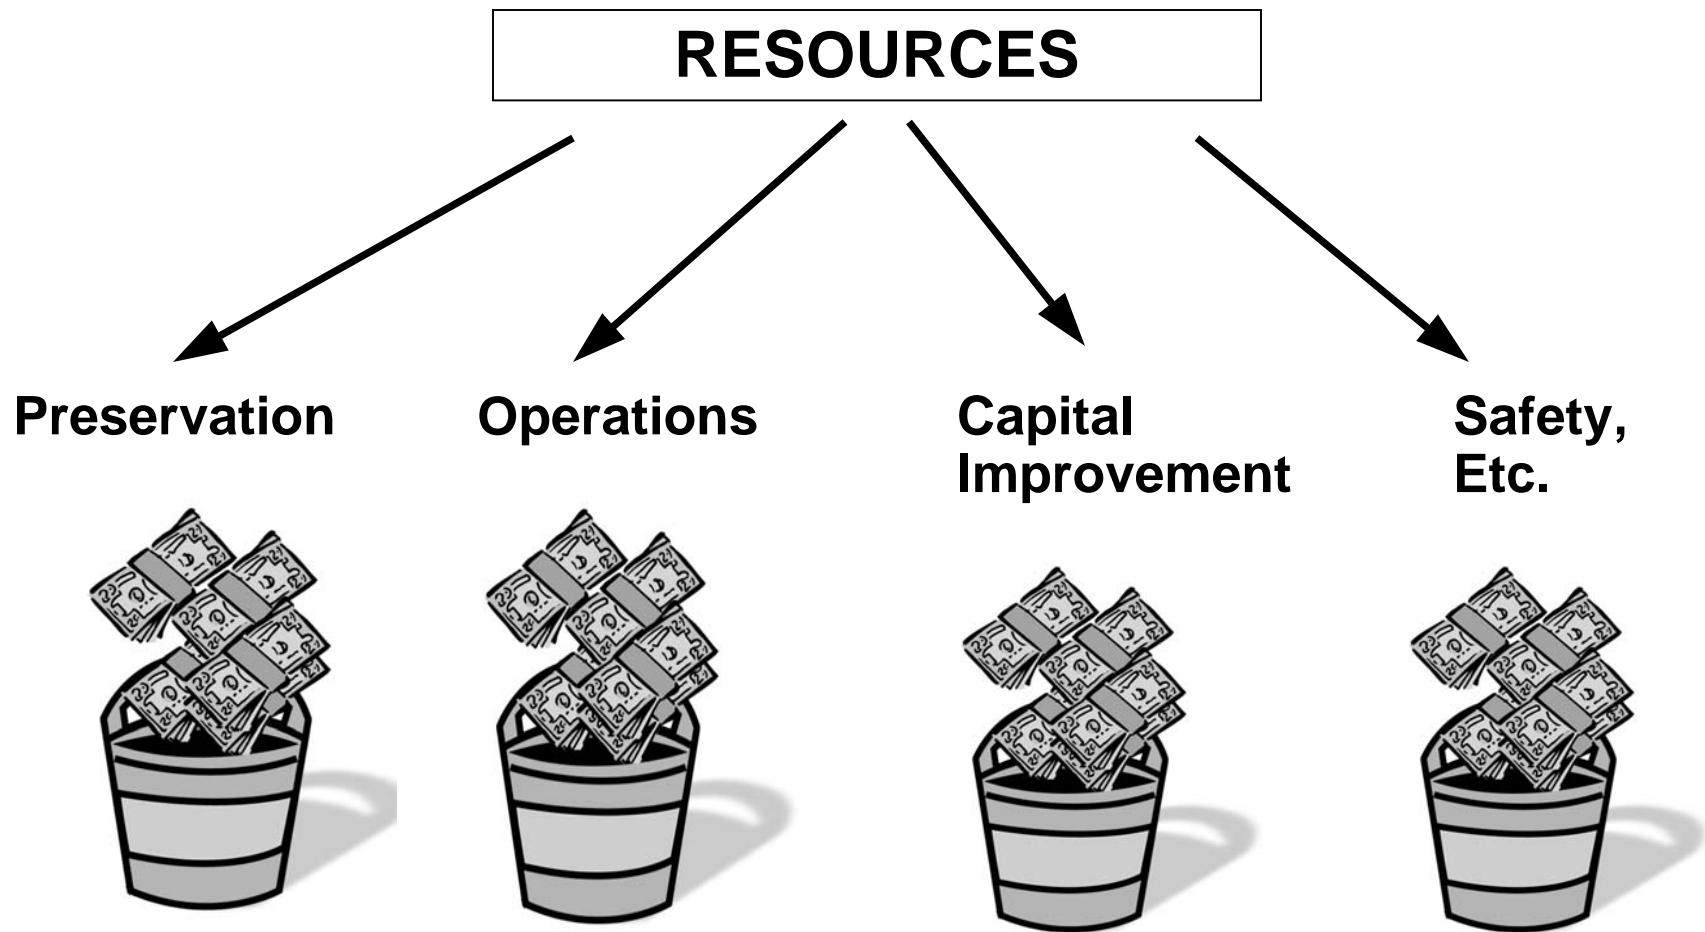 RESOURCES
Preservation
Operations
Capital
Improvement
Safety,
Etc.